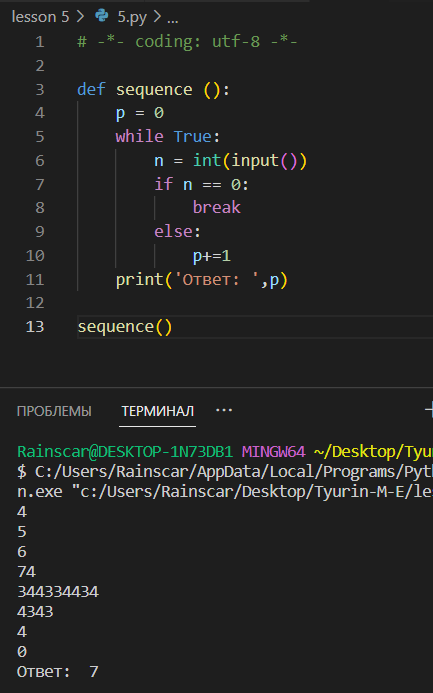 lesson 5 > 5.py > ...
1 # -*- coding: utf-8 -*-
2
3 def sequence ():
4     p = 0
5     while True:
6         n = int(input())
7         if n == 0:
8             break
9         else:
10             p+=1
11     print('Ответ: ',p)
12
13 sequence()
ПРОБЛЕМЫ ТЕРМИНАЛ ...
Rainscar@DESKTOP-1N73DB1 MINGW64 ~/Desktop/Tyur
$ C:/Users/Rainscar/AppData/Local/Programs/Pyth
n.exe "c:/Users/Rainscar/Desktop/Tyurin-M-E/le
4
5
6
74
344334434
4343
4
0
Ответ:  7